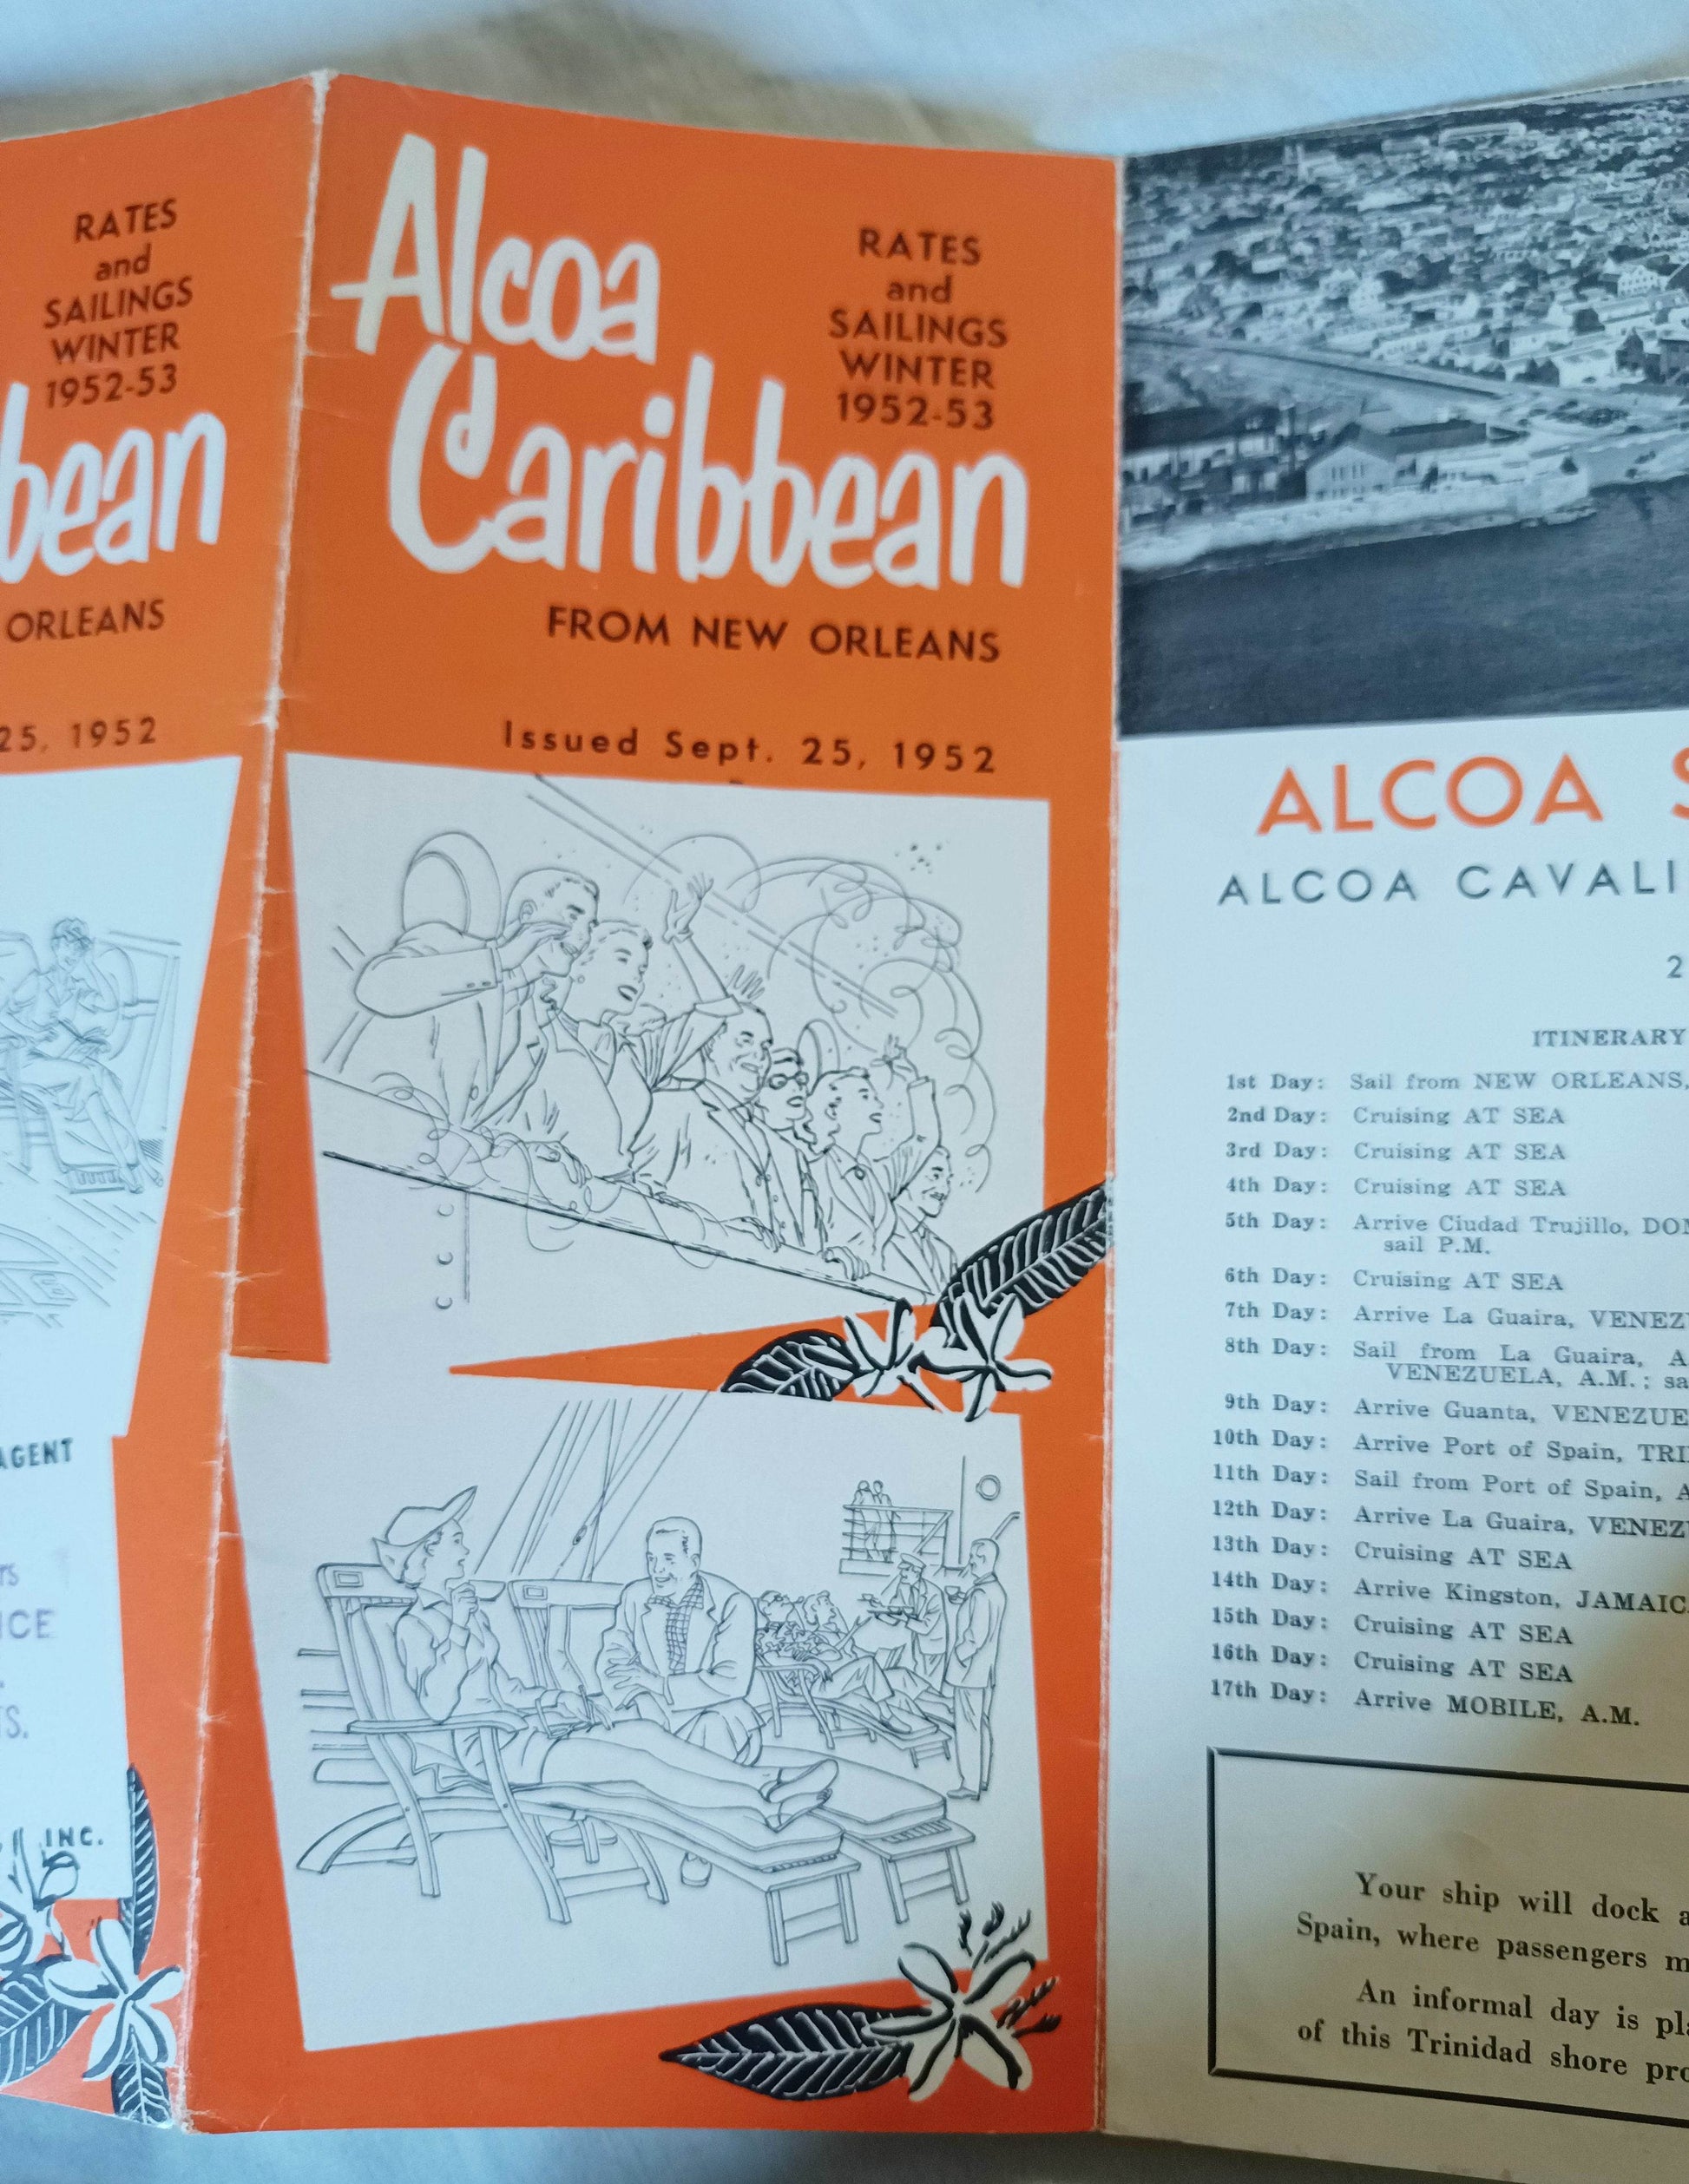 RATES
and
SAILINGS
WINTER
1952-53
bean
ORLEANS
25, 1952
AGENT
INC.
Alcoa
Caribbean
RATES
and
SAILINGS
WINTER
1952-53
FROM NEW ORLEANS
Issued Sept. 25, 1952
ALCOA S
ALCOA CAVALI
2
ITINERARY
1st Day: Sail from NEW ORLEANS,
2nd Day: Cruising AT SEA
3rd Day: Cruising AT SEA
4th Day: Cruising AT SEA
5th Day: Arrive Ciudad Trujillo, DOM
sail P.M.
6th Day: Cruising AT SEA
7th Day: Arrive La Guaira, VENEZU
8th Day: Sail from La Guaira, A
VENEZUELA, A.M.; sa
9th Day: Arrive Guanta, VENEZUE
10th Day: Arrive Port of Spain, TRI
11th Day: Sail from Port of Spain, A
12th Day: Arrive La Guaira, VENEZ
13th Day: Cruising AT SEA
14th Day: Arrive Kingston, JAMAIC
15th Day: Cruising AT SEA
16th Day: Cruising AT SEA
17th Day: Arrive MOBILE, A.M.
Your ship will dock a
Spain, where passengers m
An informal day is pla
of this Trinidad shore pro